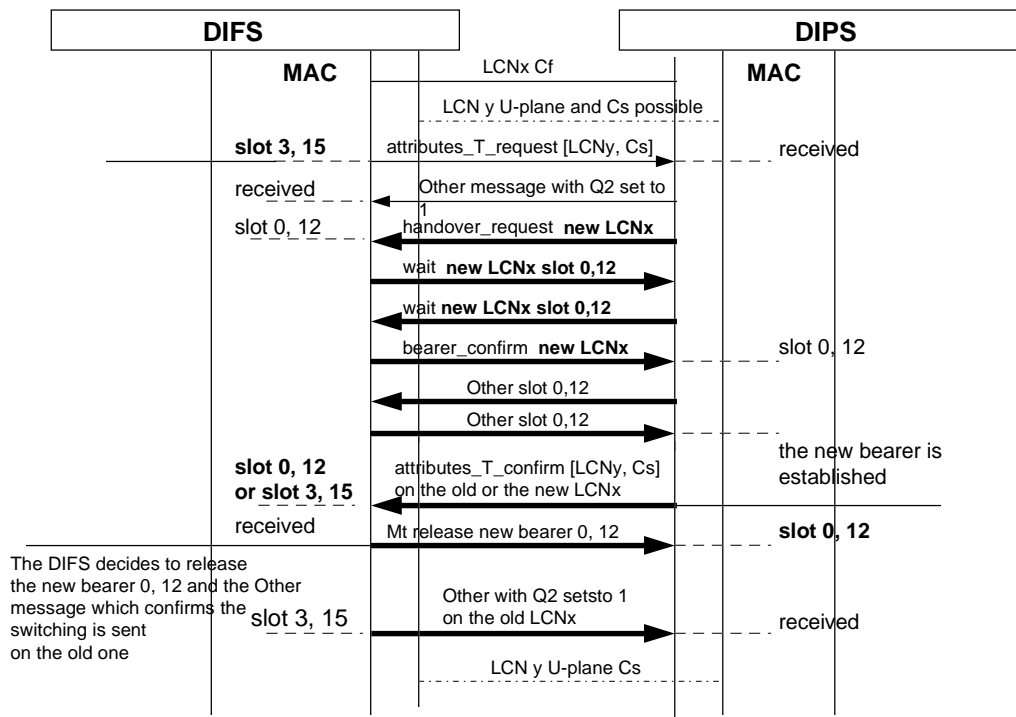 DIFS
DIPS
MAC
LCNx Cf
MAC
LCN y U-plane and Cs possible
slot 3, 15
attributes_T_request [LCNy, Cs]
received
received
Other message with Q2 set to
1
slot 0, 12
handover_request new LCNx
wait new LCNx slot 0,12
wait new LCNx slot 0,12
bearer_confirm new LCNx
slot 0, 12
Other slot 0,12
Other slot 0,12
the new bearer is
established
slot 0, 12
or slot 3, 15
attributes_T_confirm [LCNy, Cs]
on the old or the new LCNx
received
Mt release new bearer 0, 12
slot 0, 12
The DIFS decides to release
the new bearer 0, 12 and the Other
message which confirms the
switching is sent
on the old one
slot 3, 15
Other with Q2 setsto 1
on the old LCNx
received
LCN y U-plane Cs